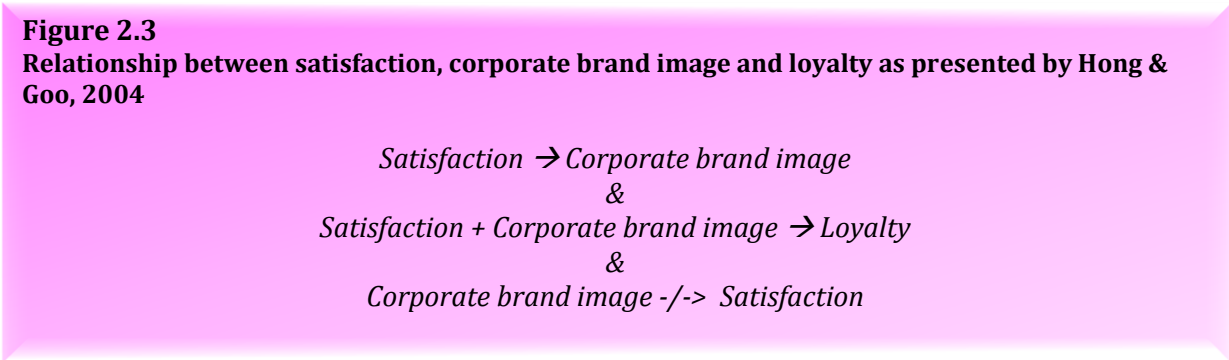 Figure 2.3
Relationship between satisfaction, corporate brand image and loyalty as presented by Hong &
Goo, 2004
Satisfaction → Corporate brand image
&
Satisfaction + Corporate brand image → Loyalty
&
Corporate brand image -/-> Satisfaction